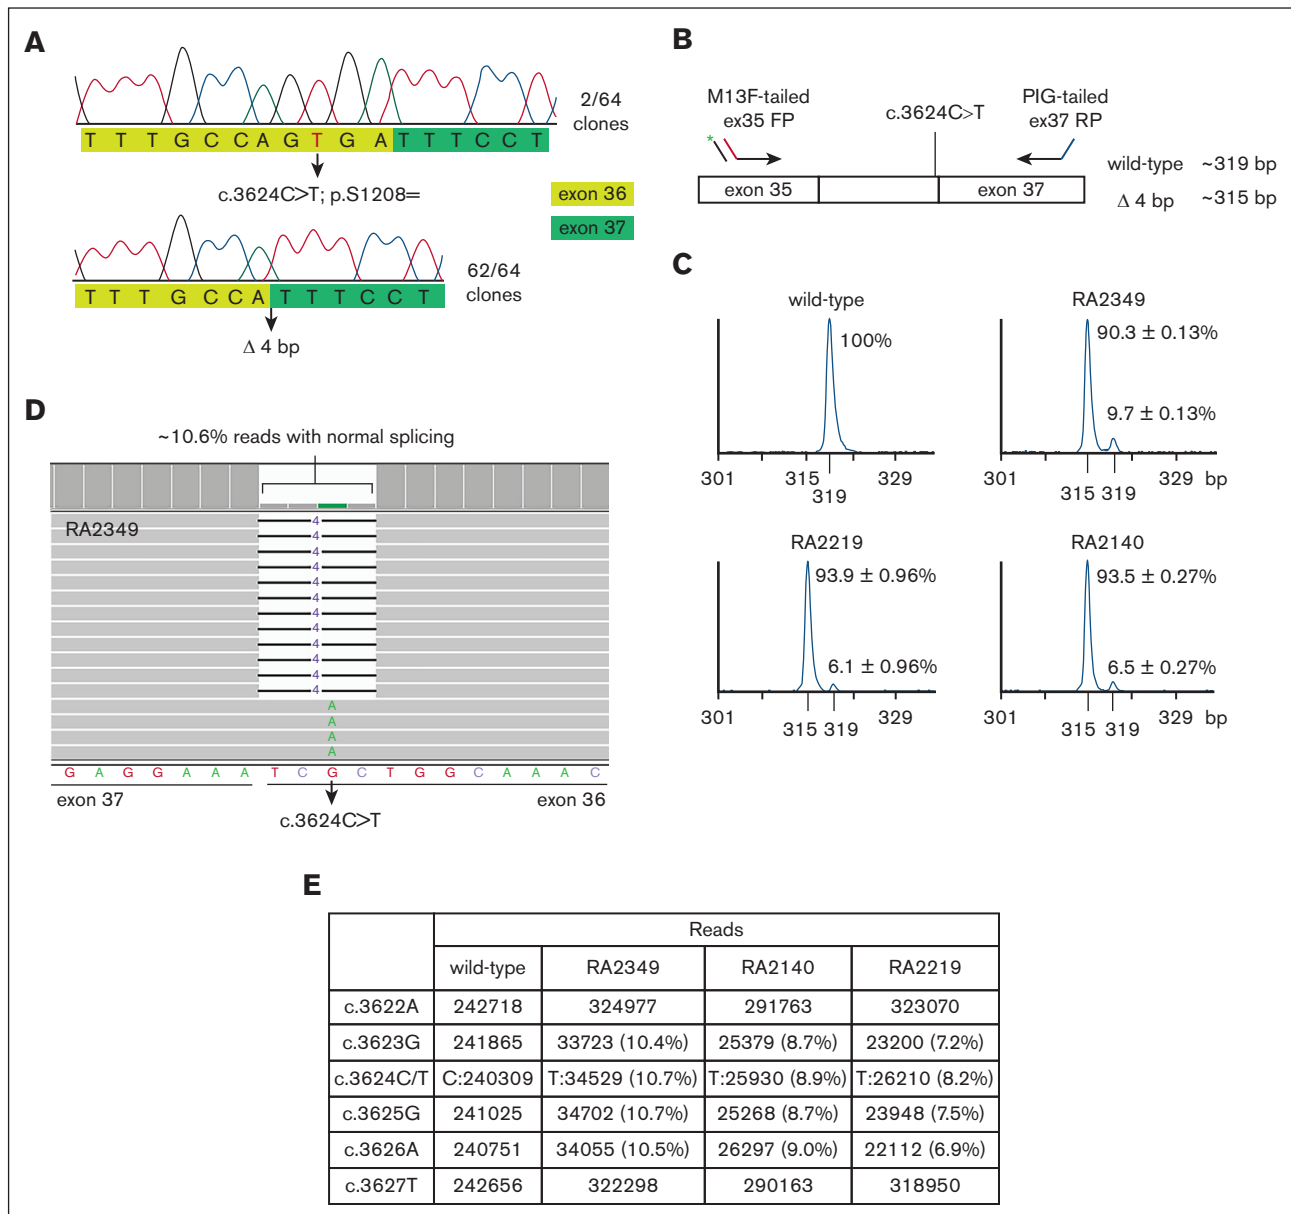 A
2/64
clones
T T T G C C A G T G A T T T C C T
c.3624C>T; p.S1208=
exon 36
exon 37
62/64
clones
T T T G C C A T T T C C T
Δ 4 bp
B
M13F-tailed
ex35 FP
c.3624C>T
PIG-tailed
ex37 RP
*
wild-type ~319 bp
exon 35 exon 37
Δ 4 bp ~315 bp
C
wild-type
100%
301 315 329
319
RA2349
90.3 ± 0.13%
9.7 ± 0.13%
301 315 319 329 bp
RA2219
93.9 ± 0.96%
6.1 ± 0.96%
301 315 319 329
RA2140
93.5 ± 0.27%
6.5 ± 0.27%
301 315 319 329 bp
D
~10.6% reads with normal splicing
RA2349
4
4
4
4
4
4
4
4
4
4
4
4
A
A
A
A
G A G G A A A T C G C T G G C A A A C
exon 37 exon 36
c.3624C>T
E
Reads
wild-type RA2349 RA2140 RA2219
c.3622A 242718 324977 291763 323070
c.3623G 241865 33723 (10.4%) 25379 (8.7%) 23200 (7.2%)
c.3624C/T C:240309 T:34529 (10.7%) T:25930 (8.9%) T:26210 (8.2%)
c.3625G 241025 34702 (10.7%) 25268 (8.7%) 23948 (7.5%)
c.3626A 240751 34055 (10.5%) 26297 (9.0%) 22112 (6.9%)
c.3627T 242656 322298 290163 318950